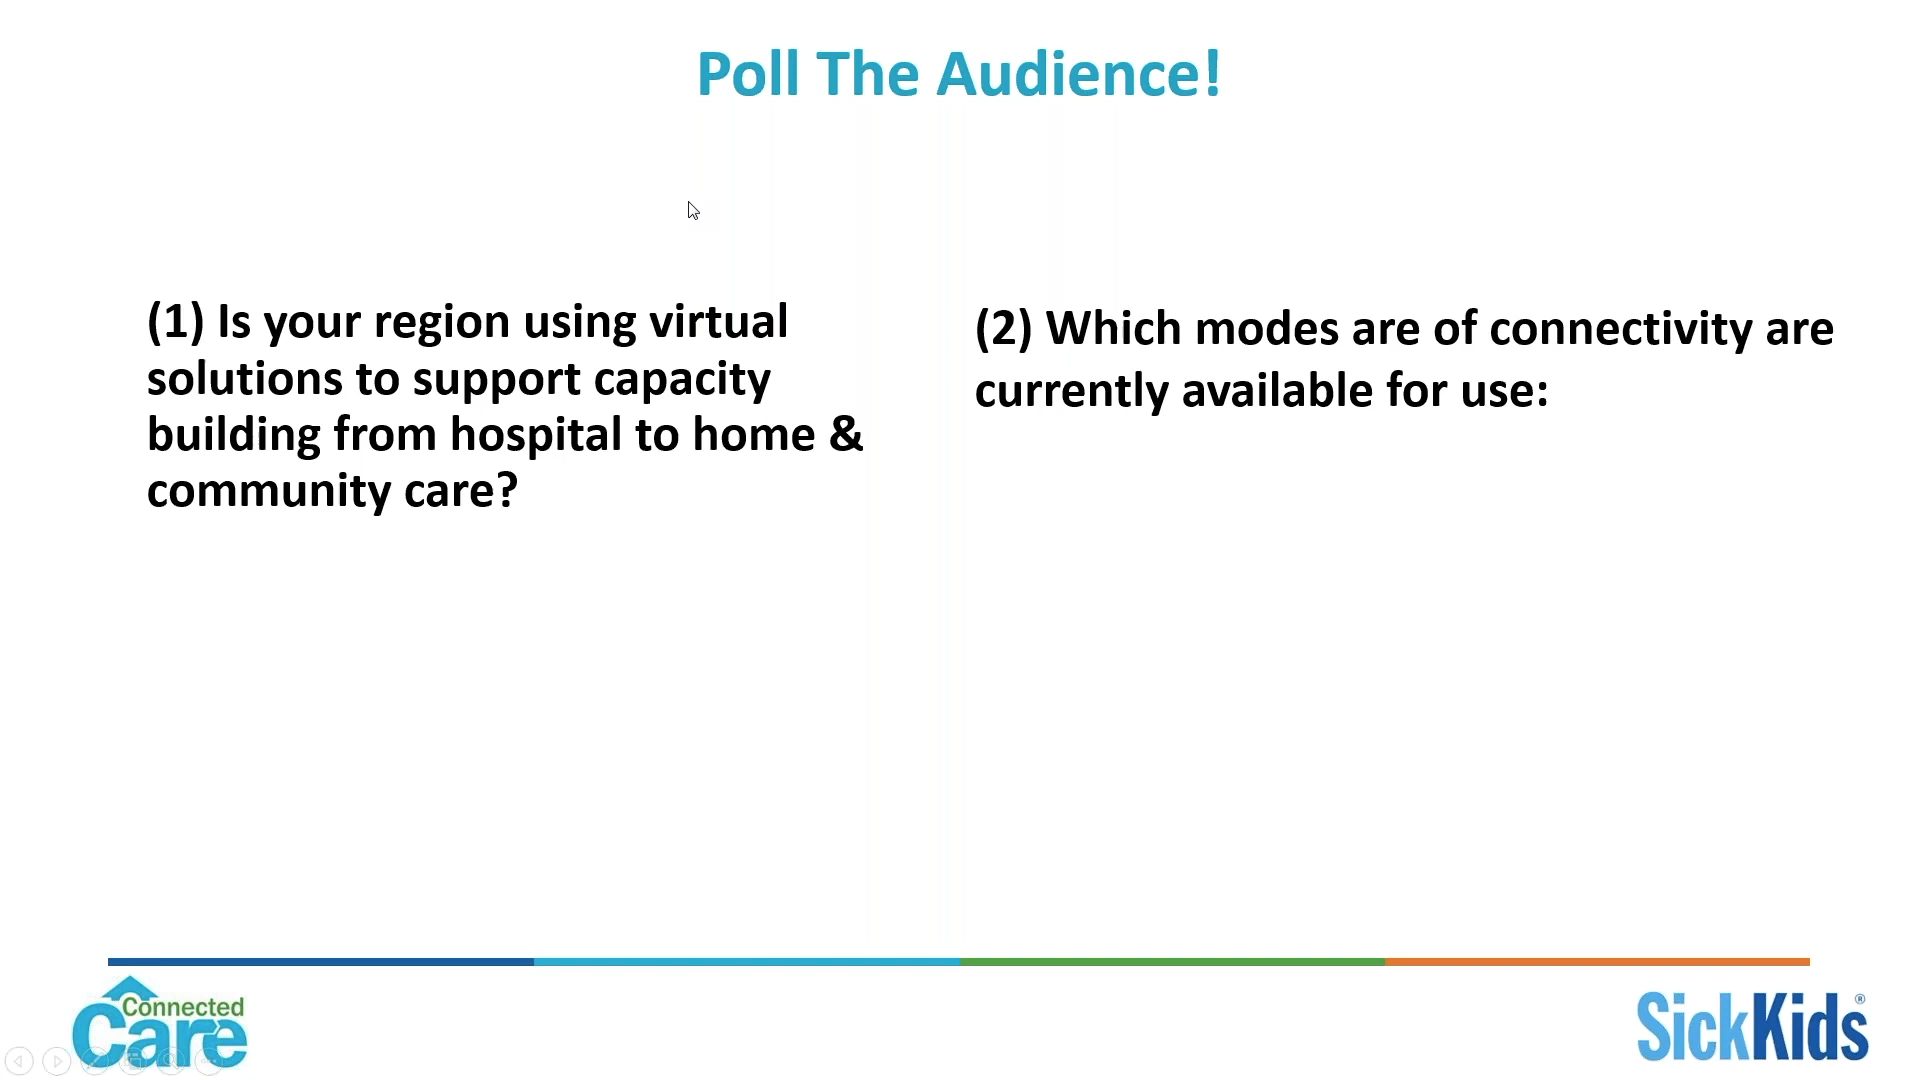 Poll The Audience!
(1) Is your region using virtual
solutions to support capacity
building from hospital to home &
community care?
(2) Which modes are of connectivity are
currently available for use:
Connected
Care
SickKids®